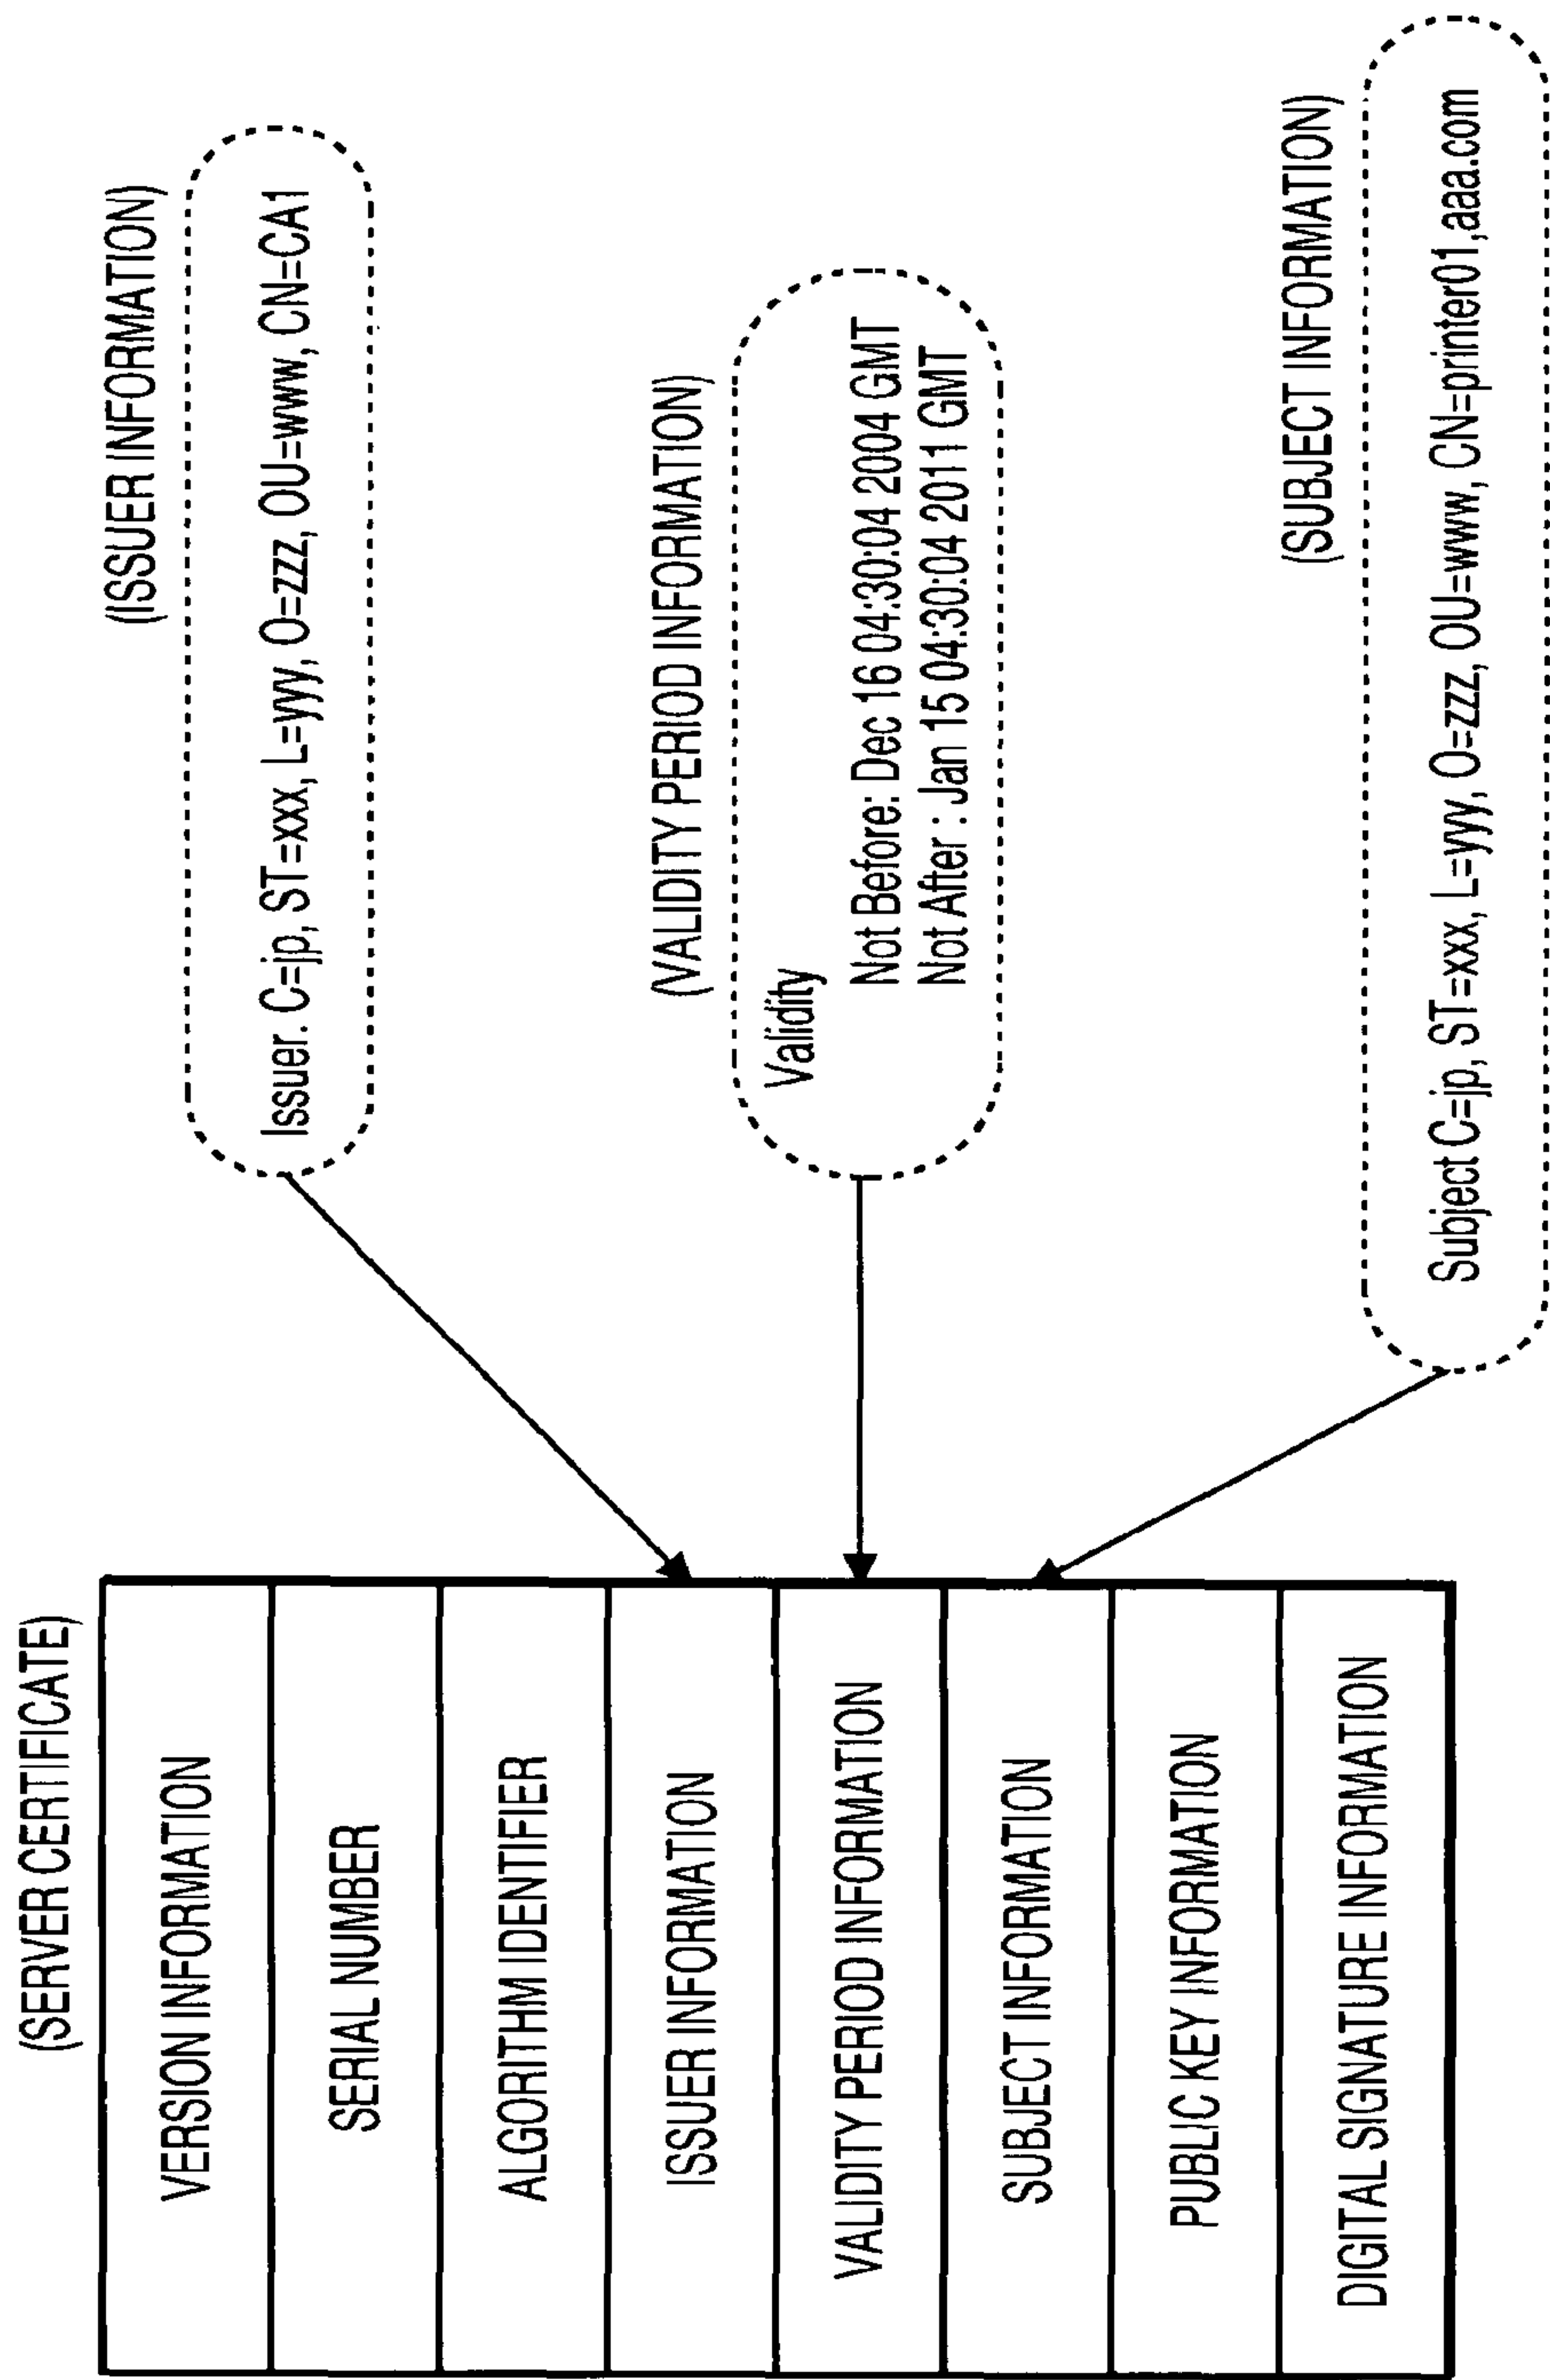 (SERVER CERTIFICATE)
VERSION INFORMATION
SERIAL NUMBER
ALGORITHM IDENTIFIER
ISSUER INFORMATION
VALIDITY PERIOD INFORMATION
SUBJECT INFORMATION
PUBLIC KEY INFORMATION
DIGITAL SIGNATURE INFORMATION
(ISSUER INFORMATION)
Issuer. C=jp, ST=xxx, L=yyy, O=zzz, OU=www, CN=CA1
(VALIDITY PERIOD INFORMATION)
Validity
Not Before: Dec 16 04:30:04 2004 GMT
Not After : Jan 15 04:30:04 2011 GMT
(SUBJECT INFORMATION)
Subject C=jp, ST=xxx, L=yyy, O=zzz, OU=www, CN=printer01,aaa.com